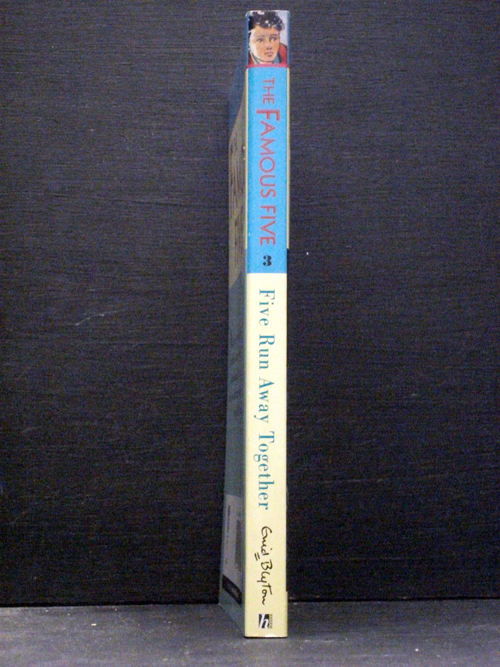 THE FAMOUS FIVE 3
Five Run Away Together
Enid Blyton